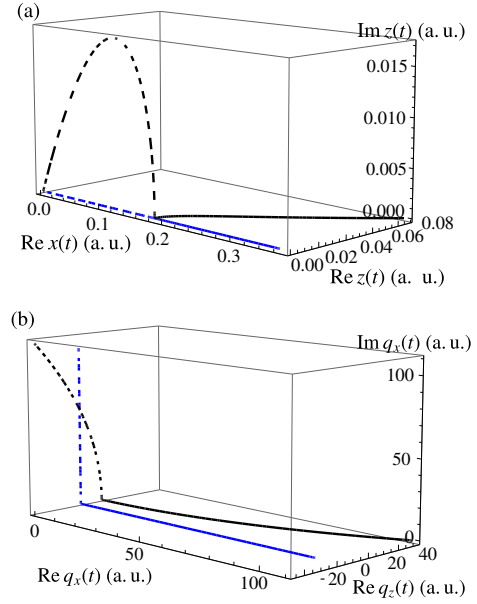 (a)
Im z(t) (a. u.)
0.015
0.010
0.005
0.000
0.0
0.1
0.2
0.3
Re x(t) (a. u.)
0.00
0.02
0.04
0.06
0.08
Re z(t) (a. u.)
(b)
Im qₓ(t) (a. u.)
100
50
0
0
50
100
Re qₓ(t) (a. u.)
-20
0
20
40
Re q_z(t) (a. u.)